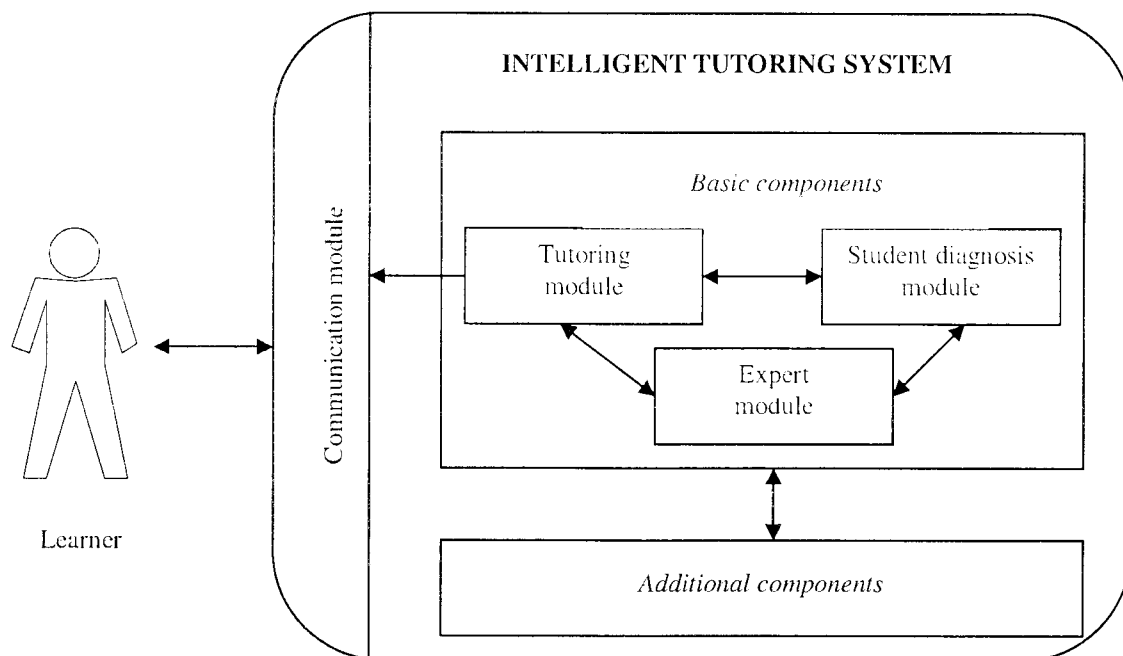 INTELLIGENT TUTORING SYSTEM
Basic components
Tutoring
module
Student diagnosis
module
Expert
module
Communication module
Learner
Additional components